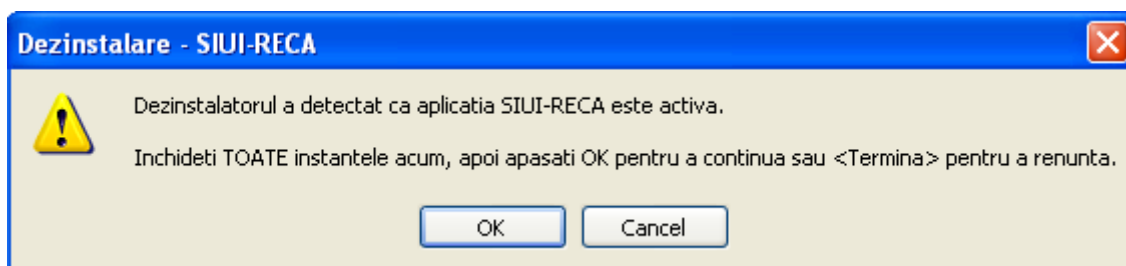 Dezinstalare - SIUI-RECA
Dezinstalatorul a detectat ca aplicatia SIUI-RECA este activa.
Inchideti TOATE instantele acum, apoi apasati OK pentru a continua sau <Termina> pentru a renunta.
OK
Cancel